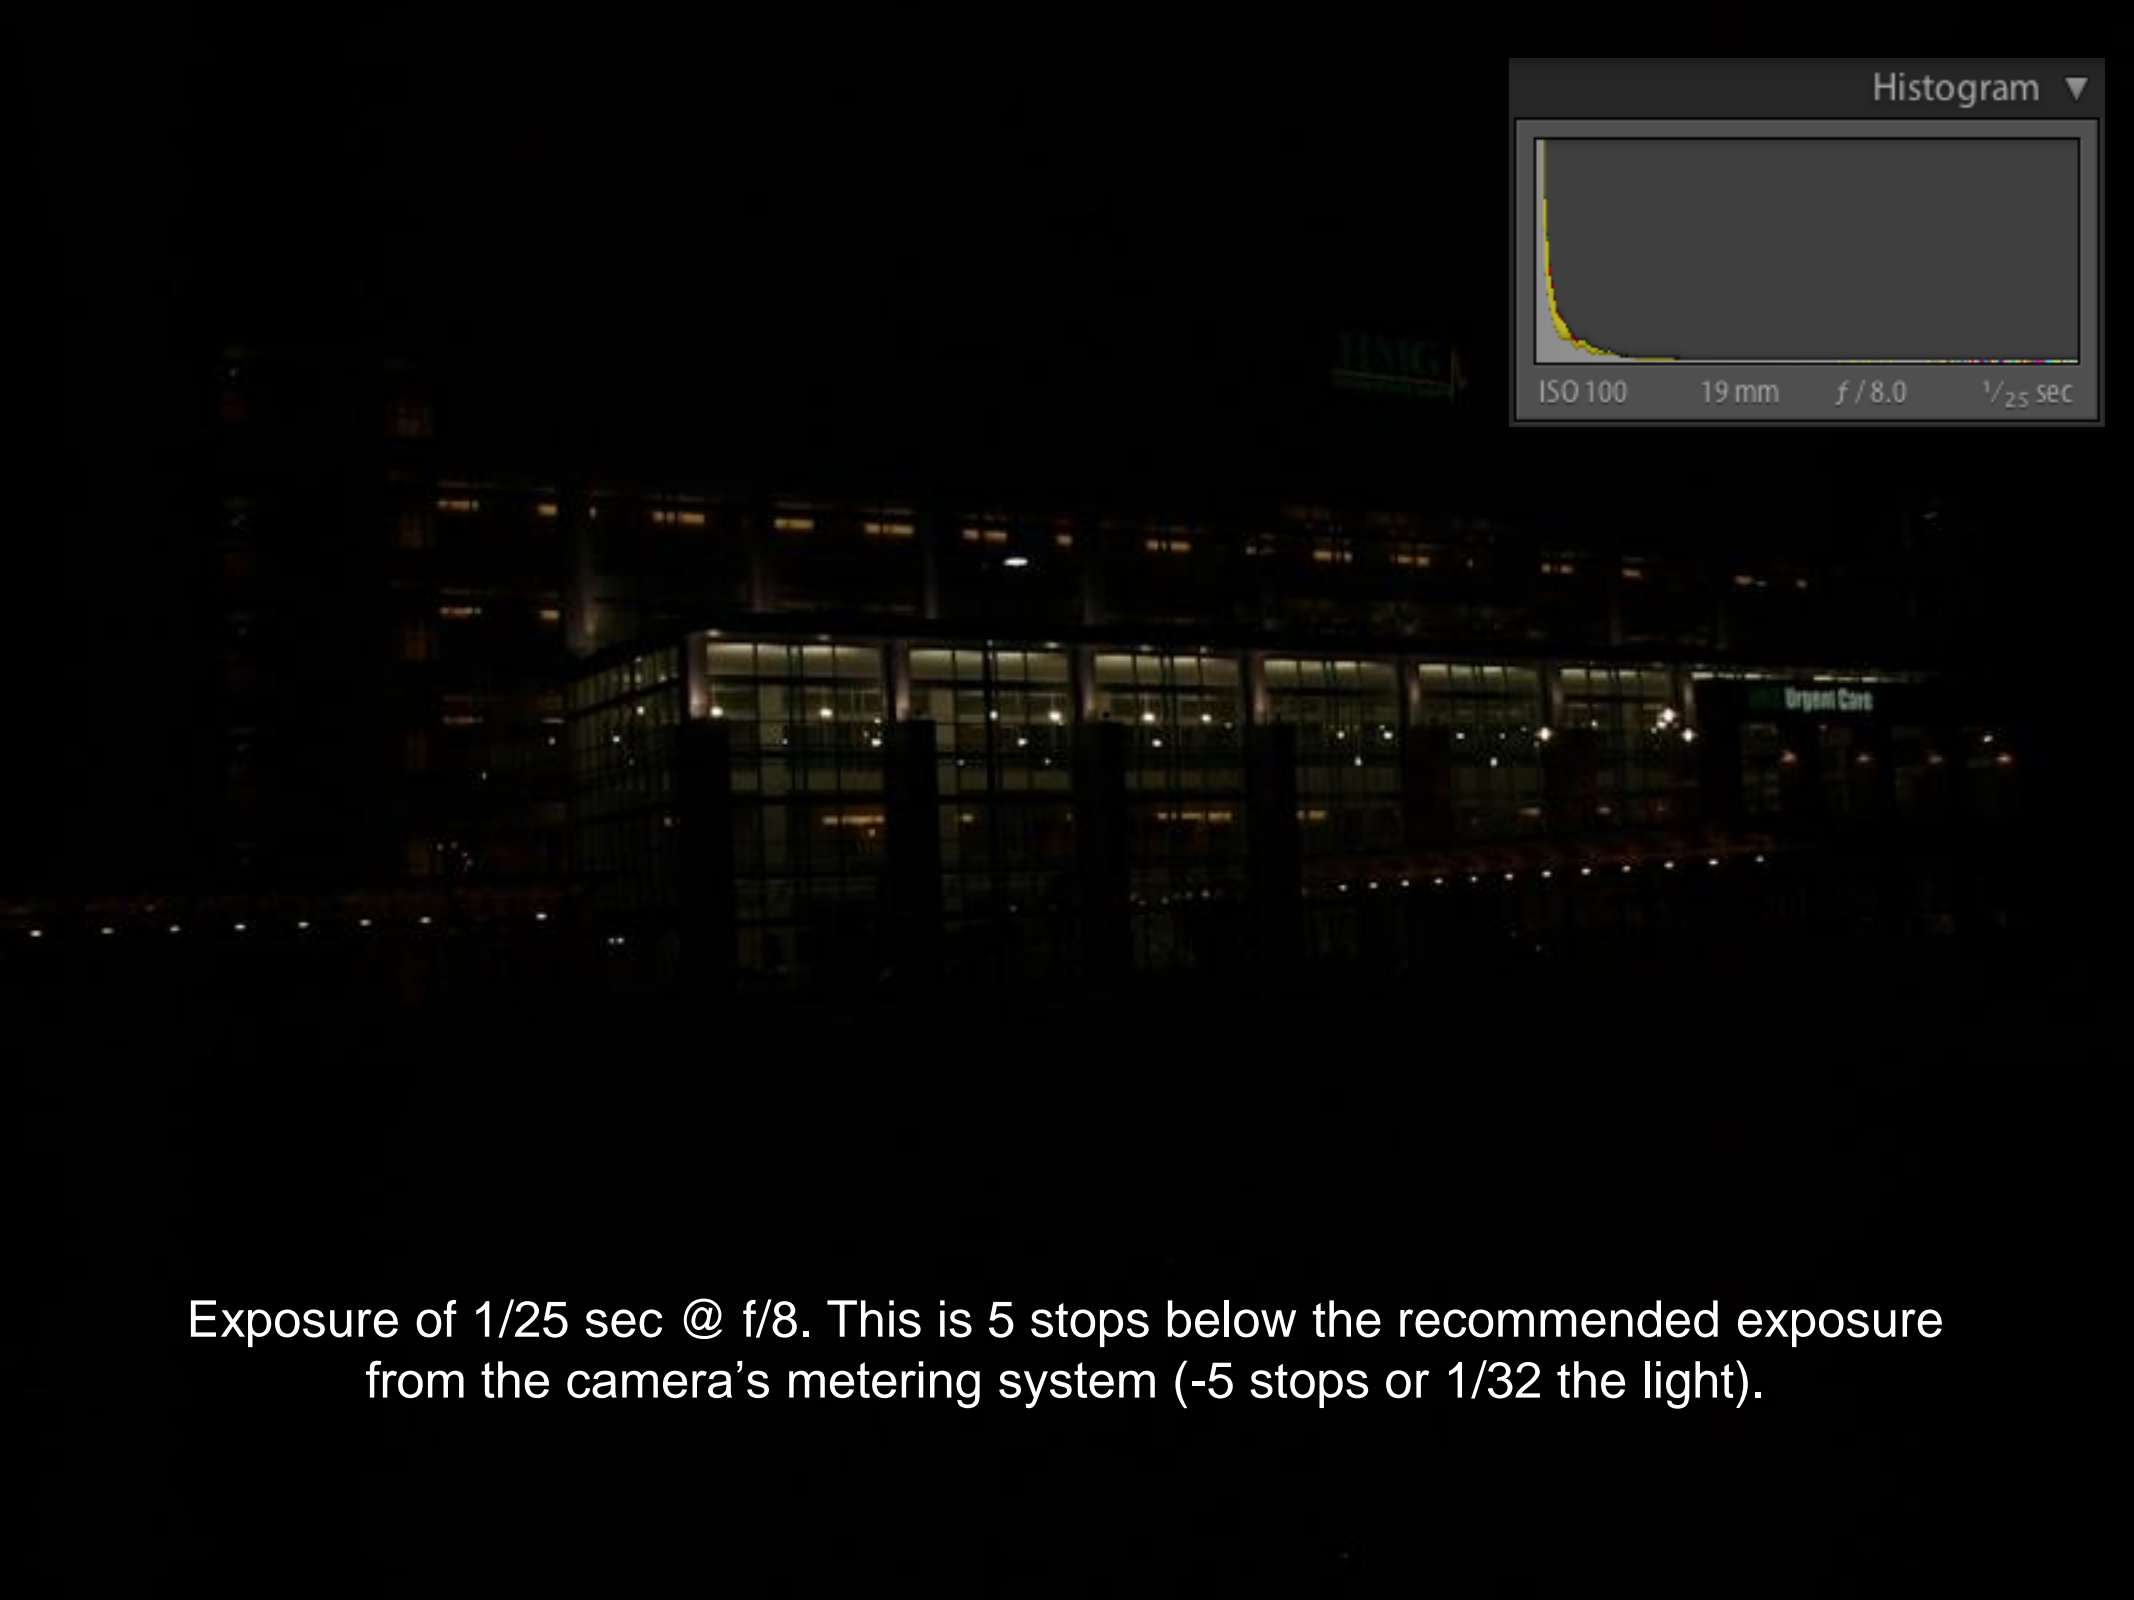 Histogram ▼
ISO 100 19 mm ƒ / 8.0 1/25 sec
HNMG
Urgent Care
Exposure of 1/25 sec @ f/8. This is 5 stops below the recommended exposure
from the camera’s metering system (-5 stops or 1/32 the light).